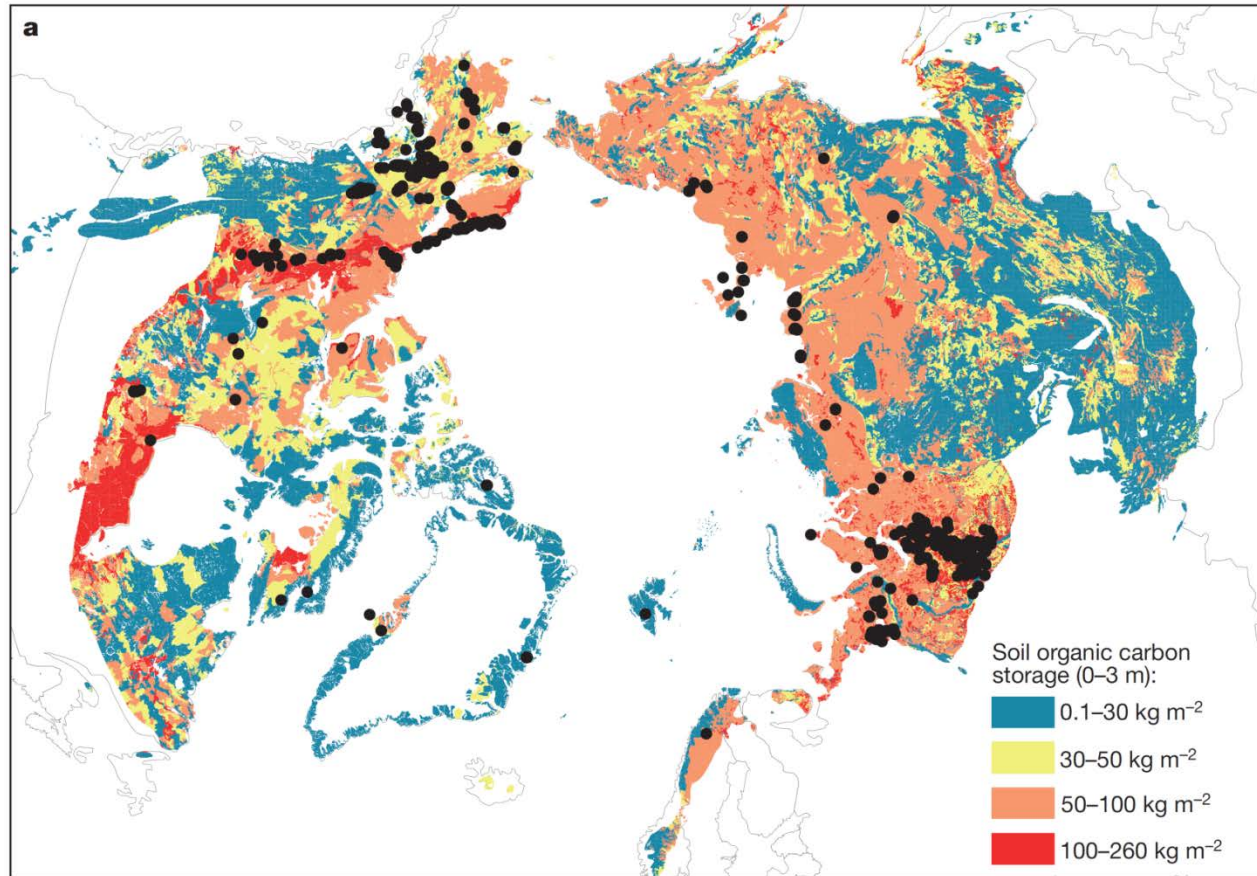 a
Soil organic carbon
storage (0–3 m):
0.1–30 kg m⁻²
30–50 kg m⁻²
50–100 kg m⁻²
100–260 kg m⁻²